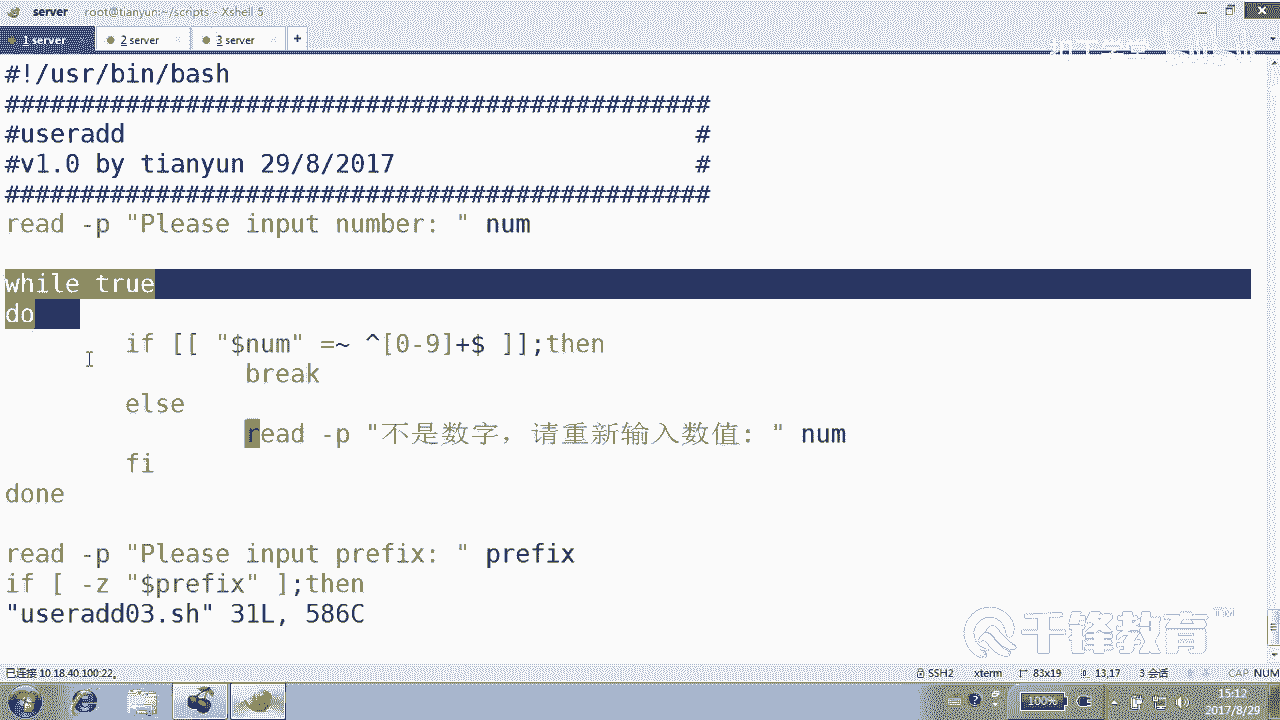 server root@tianyun:~/scripts - Xshell 5
1 server 2 server 3 server +
#!/usr/bin/bash
###############################################
#useradd #
#v1.0 by tianyun 29/8/2017 #
###############################################
read -p "Please input number: " num
while true
do
if [[ "$num" =~ ^[0-9]+$ ]];then
break
else
read -p "不是数字，请重新输入数值: " num
fi
done
read -p "Please input prefix: " prefix
if [ -z "$prefix" ];then
"useradd03.sh" 31L, 586C
千锋教育 TM
已连接 10.18.40.100:22。 SSH2 xterm 83x19 13,17 3 会话 CAP NUM
100% 15:12
2017/8/29